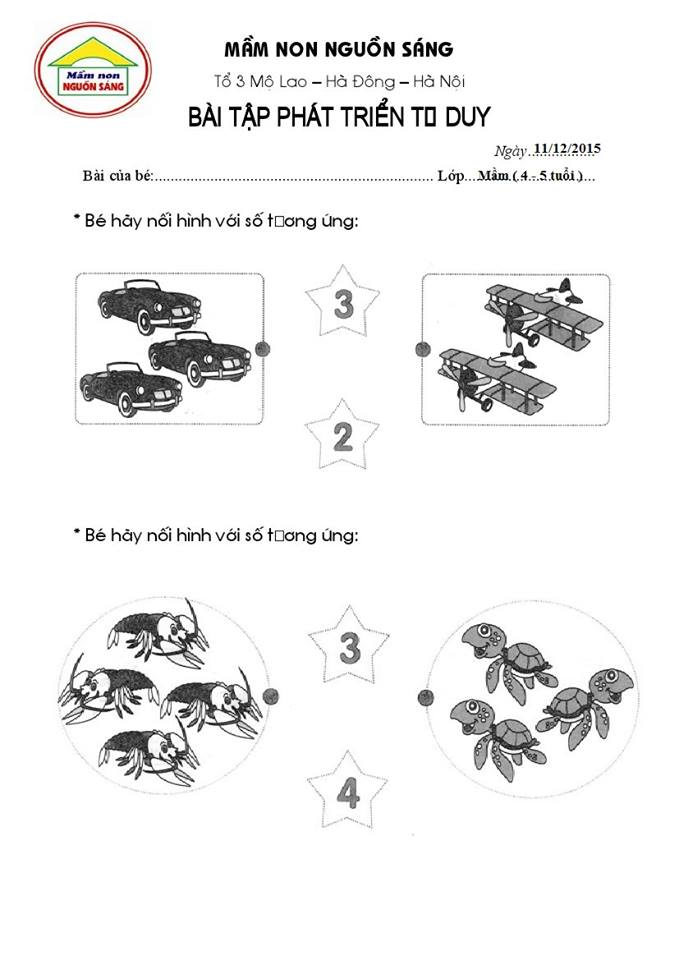 Mầm non
NGUỒN SÁNG
MẦM NON NGUỒN SÁNG
Tổ 3 Mộ Lao – Hà Đông – Hà Nội
BÀI TẬP PHÁT TRIỂN T□ DUY
Ngày 11/12/2015
Bài của bé:.................................................................. Lớp...Mầm ( 4 - 5 tuổi )...
* Bé hãy nối hình với số t□ơng ứng:
3
2
* Bé hãy nối hình với số t□ơng ứng:
3
4